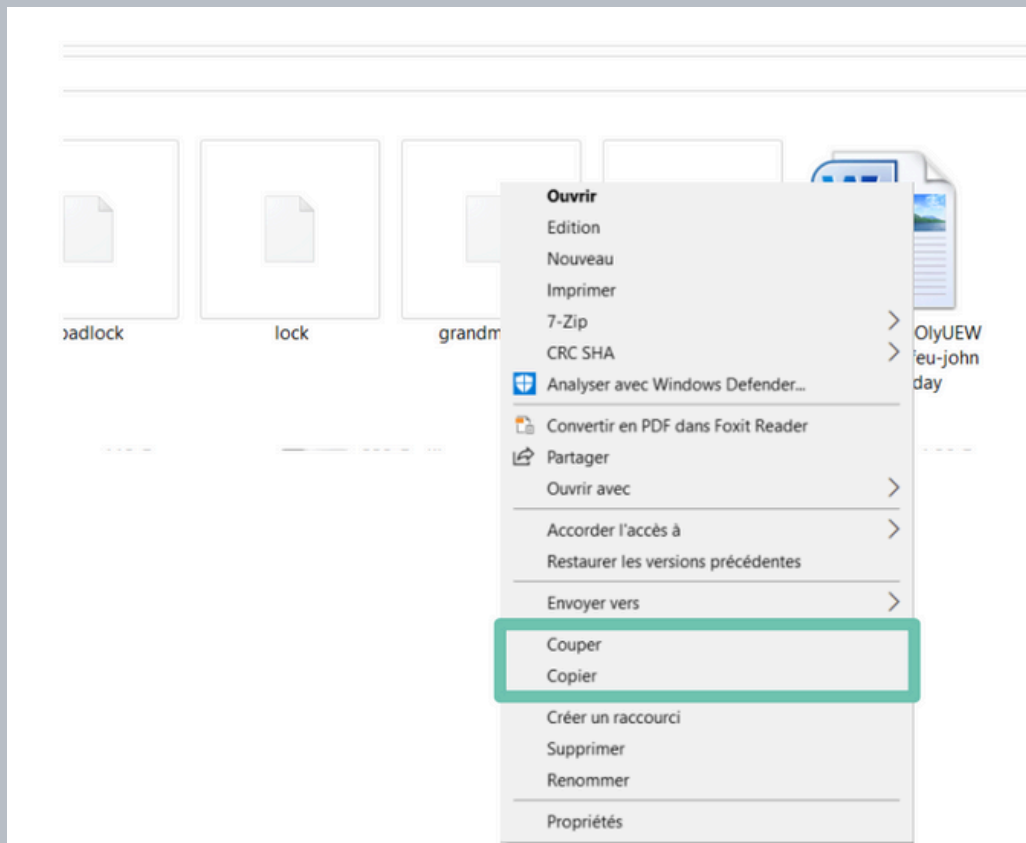 Ouvrir
Edition
Nouveau
Imprimer
7-Zip
CRC SHA
Analyser avec Windows Defender...
Convertir en PDF dans Foxit Reader
Partager
Ouvrir avec
Accorder l'accès à
Restaurer les versions précédentes
Envoyer vers
Couper
Copier
Créer un raccourci
Supprimer
Renommer
Propriétés
padlock
lock
grandm
OlyUEW
feu-john
day